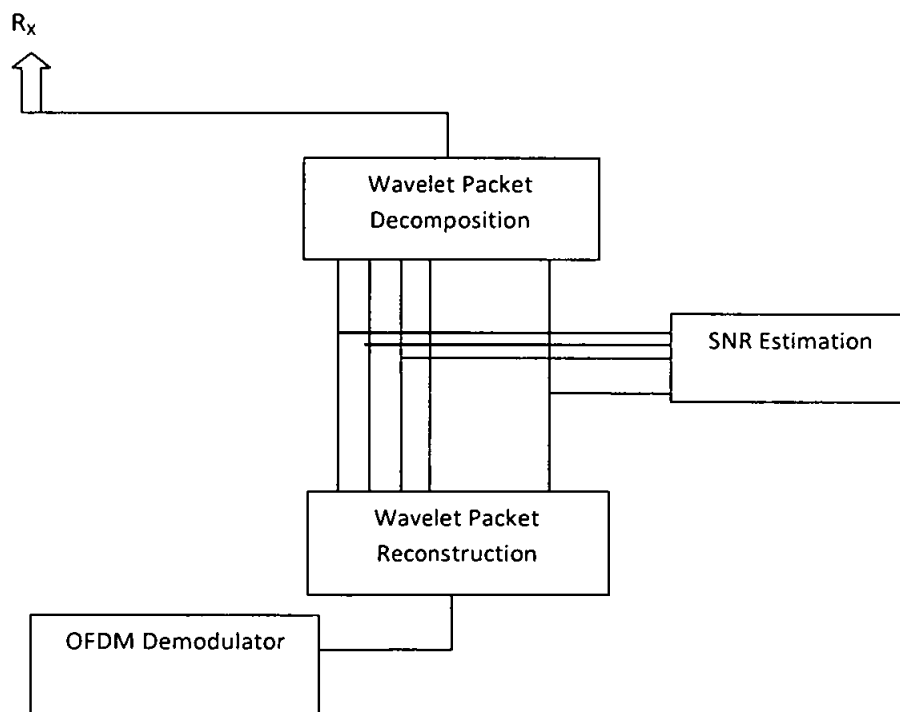 Rx
Wavelet Packet
Decomposition
SNR Estimation
Wavelet Packet
Reconstruction
OFDM Demodulator